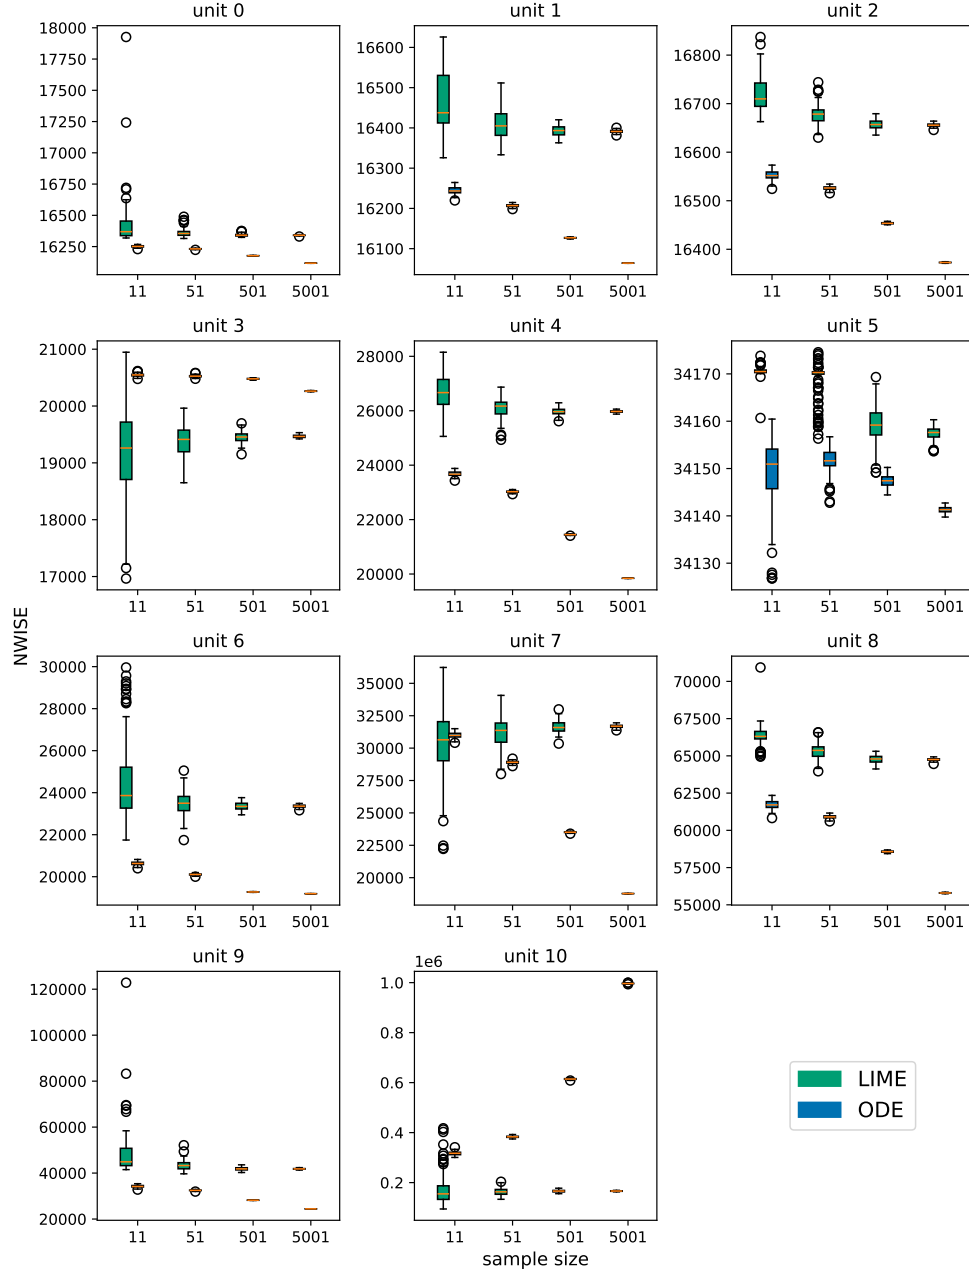 unit 0
unit 1
unit 2
18000
17750
17500
17250
17000
16750
16500
16250
11 51 501 5001
16600
16500
16400
16300
16200
16100
11 51 501 5001
16800
16700
16600
16500
16400
11 51 501 5001
unit 3
unit 4
unit 5
21000
20000
19000
18000
17000
11 51 501 5001
28000
26000
24000
22000
20000
11 51 501 5001
34170
34160
34150
34140
34130
11 51 501 5001
NWISE
unit 6
unit 7
unit 8
30000
28000
26000
24000
22000
20000
11 51 501 5001
35000
32500
30000
27500
25000
22500
20000
11 51 501 5001
70000
67500
65000
62500
60000
57500
55000
11 51 501 5001
unit 9
1e6 unit 10
120000
100000
80000
60000
40000
20000
11 51 501 5001
1.0
0.8
0.6
0.4
0.2
11 51 501 5001
sample size
LIME
ODE